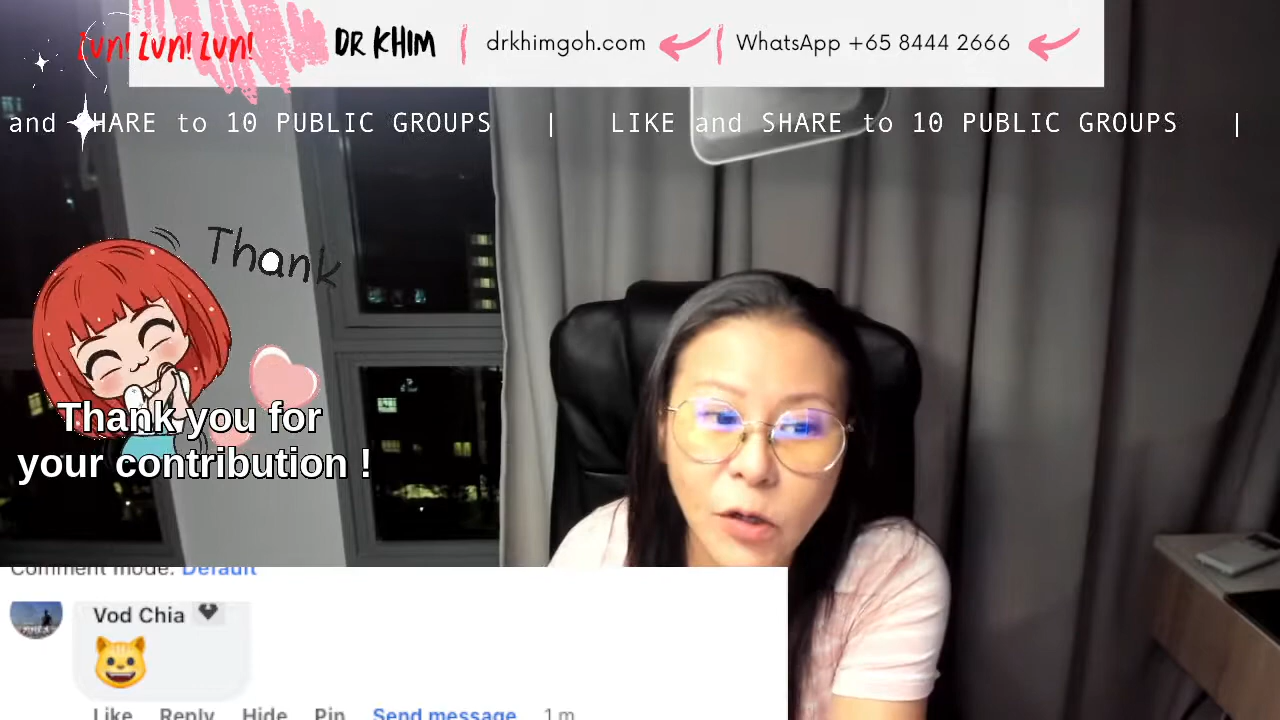 Zun! Zun! Zun!
DR KHIM
drkhimgoh.com
WhatsApp +65 8444 2666
and SHARE to 10 PUBLIC GROUPS | LIKE and SHARE to 10 PUBLIC GROUPS |
Thank
Thank you for
your contribution !
Comment mode: Default
Vod Chia
Like Reply Hide Pin Send message 1 m